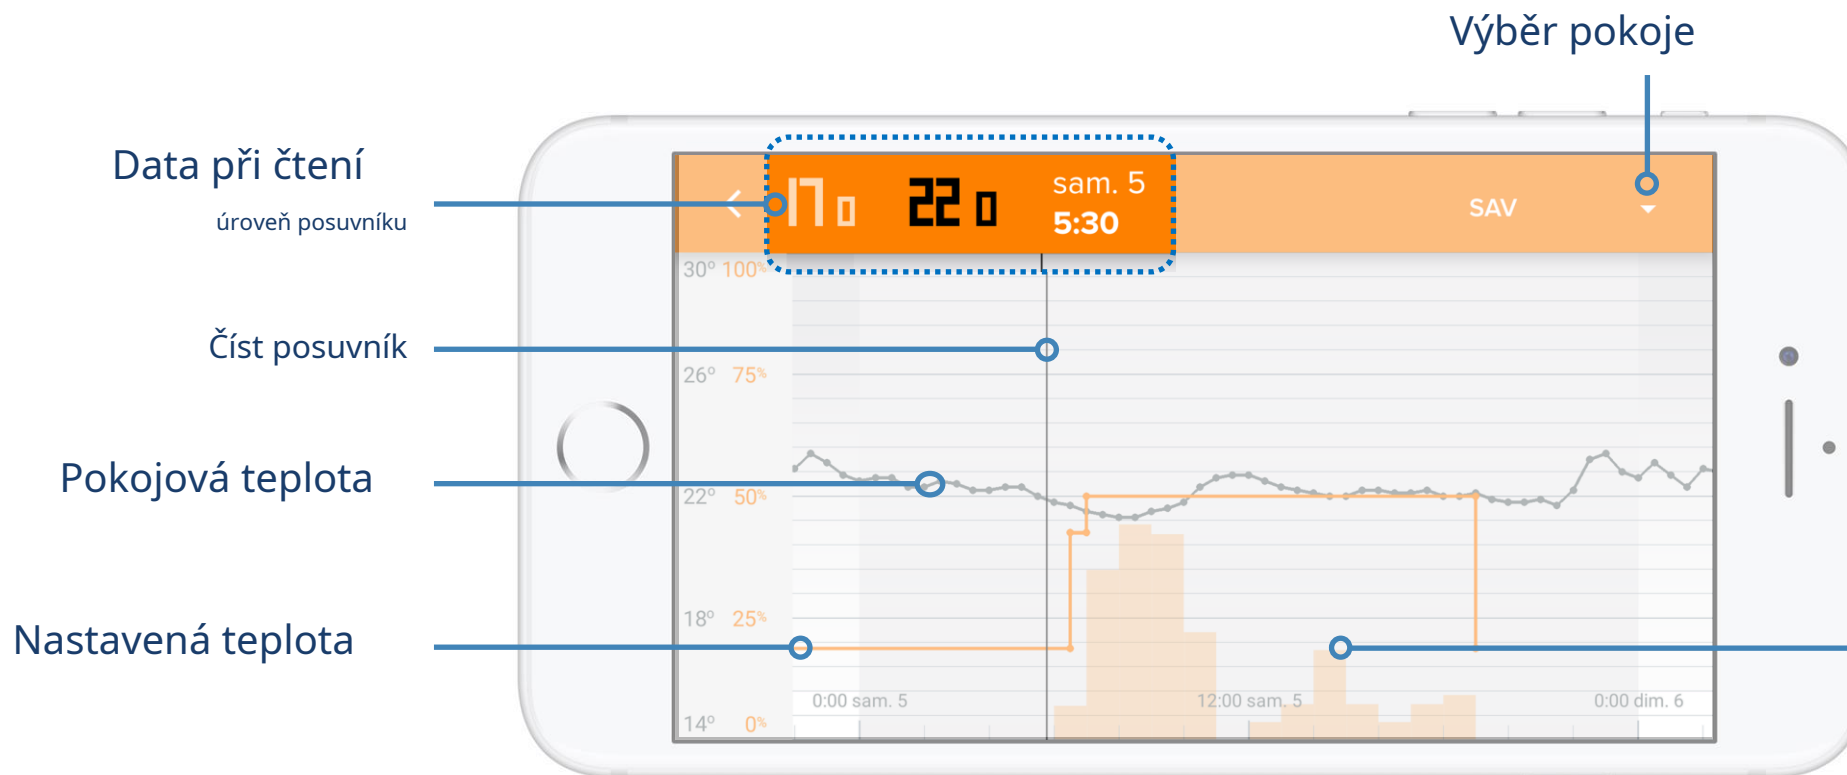 Výběr pokoje
Data při čtení
úroveň posuvníku
17 0 22 0 sam. 5
5:30
SAV
30° 100%
Číst posuvník
26° 75%
Pokojová teplota
22° 50%
18° 25%
Nastavená teplota
0:00 sam. 5 12:00 sam. 5 0:00 dim. 6
14° 0%